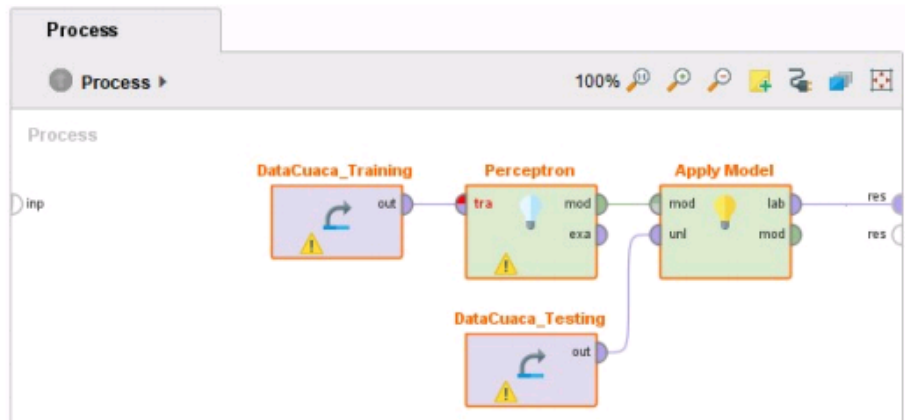 Process
Process
100%
Process
DataCuaca_Training
Perceptron
Apply Model
inp
out
tra
mod
mod
lab
res
exa
unl
mod
res
DataCuaca_Testing
out